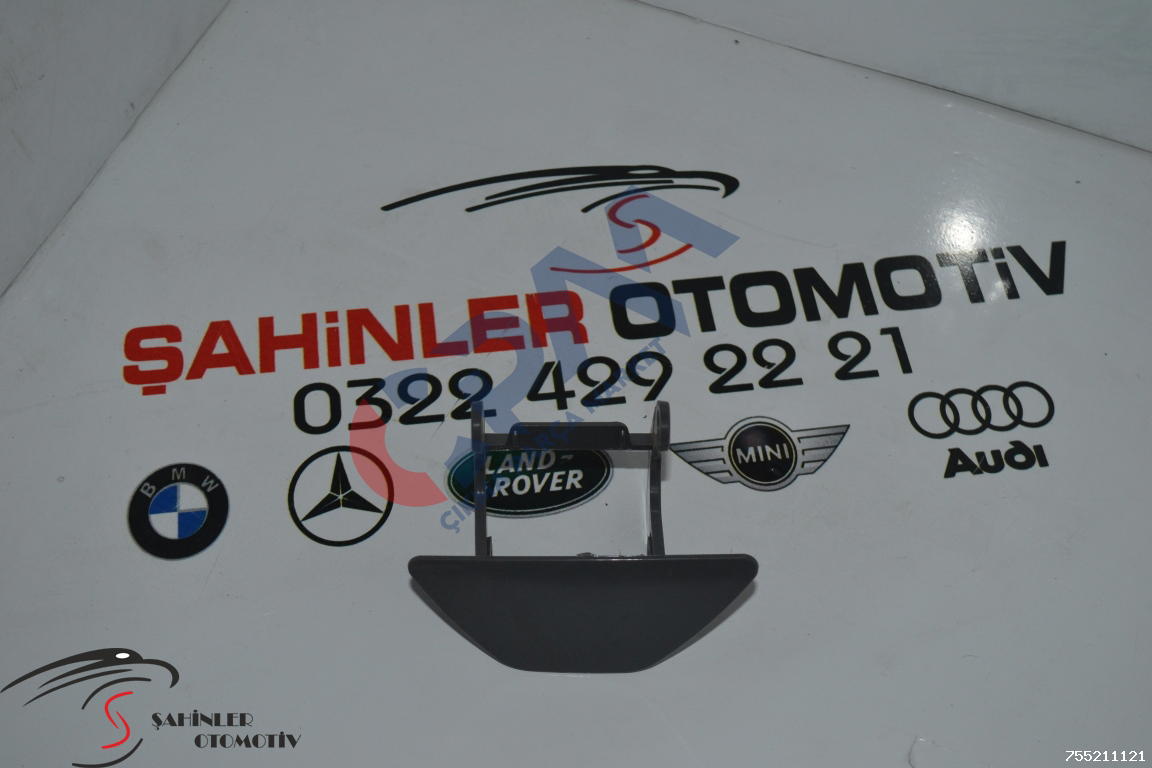 ŞAHİNLER OTOMOTİV
0322 429 22 21
BMW
LAND-
ROVER
MINI
Audi
ŞAHİNLER
OTOMOTİV
755211121